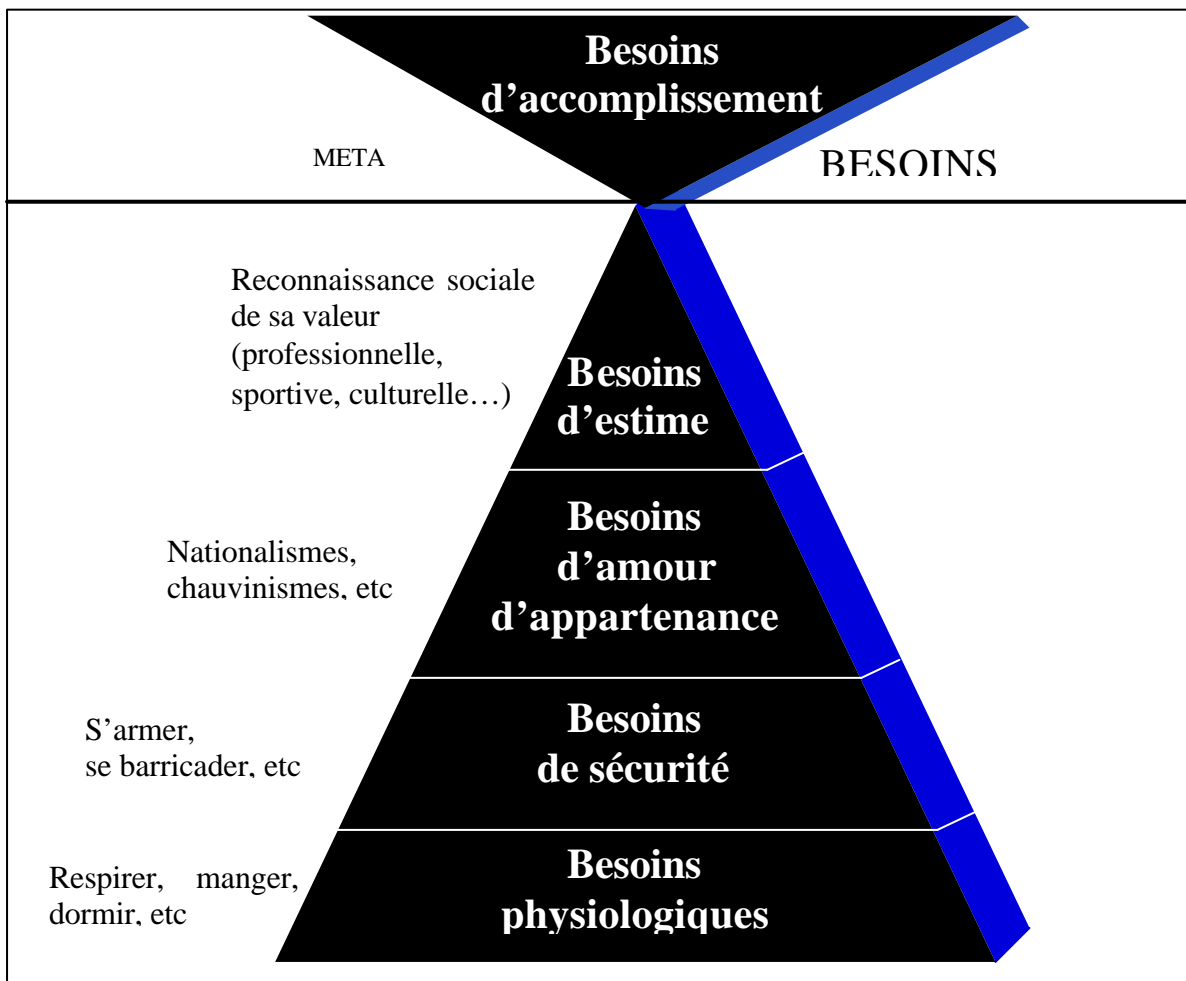 Besoins
d’accomplissement
META
BESOINS
Reconnaissance sociale
de sa valeur
(professionnelle,
sportive, culturelle…)
Besoins
d’estime
Nationalismes,
chauvinismes, etc
Besoins
d’amour
d’appartenance
S’armer,
se barricader, etc
Besoins
de sécurité
Respirer, manger,
dormir, etc
Besoins
physiologiques